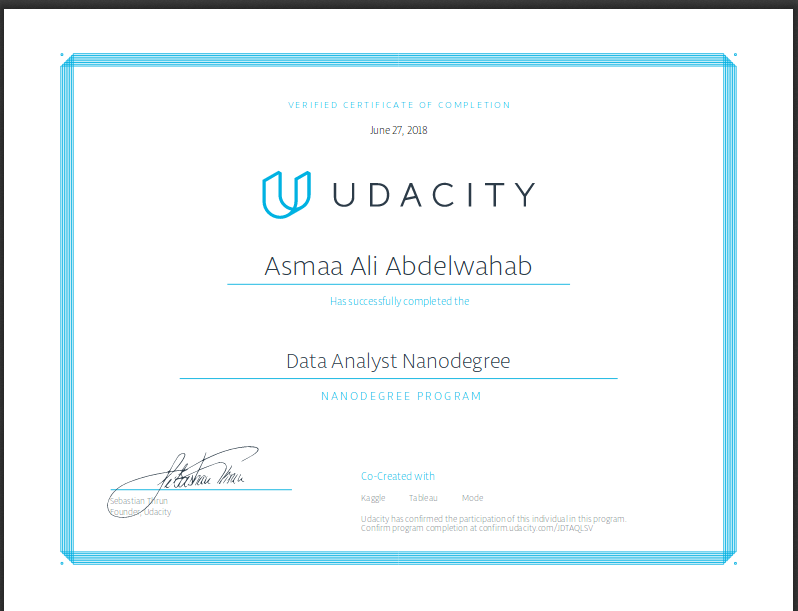 VERIFIED CERTIFICATE OF COMPLETION
June 27, 2018
UDACITY
Asmaa Ali Abdelwahab
Has successfully completed the
Data Analyst Nanodegree
NANODEGREE PROGRAM
Sebastian Thrun
Sebastian Thrun
Founder, Udacity
Co-Created with
Kaggle Tableau Mode
Udacity has confirmed the participation of this individual in this program.
Confirm program completion at confirm.udacity.com/JDTAQLSV